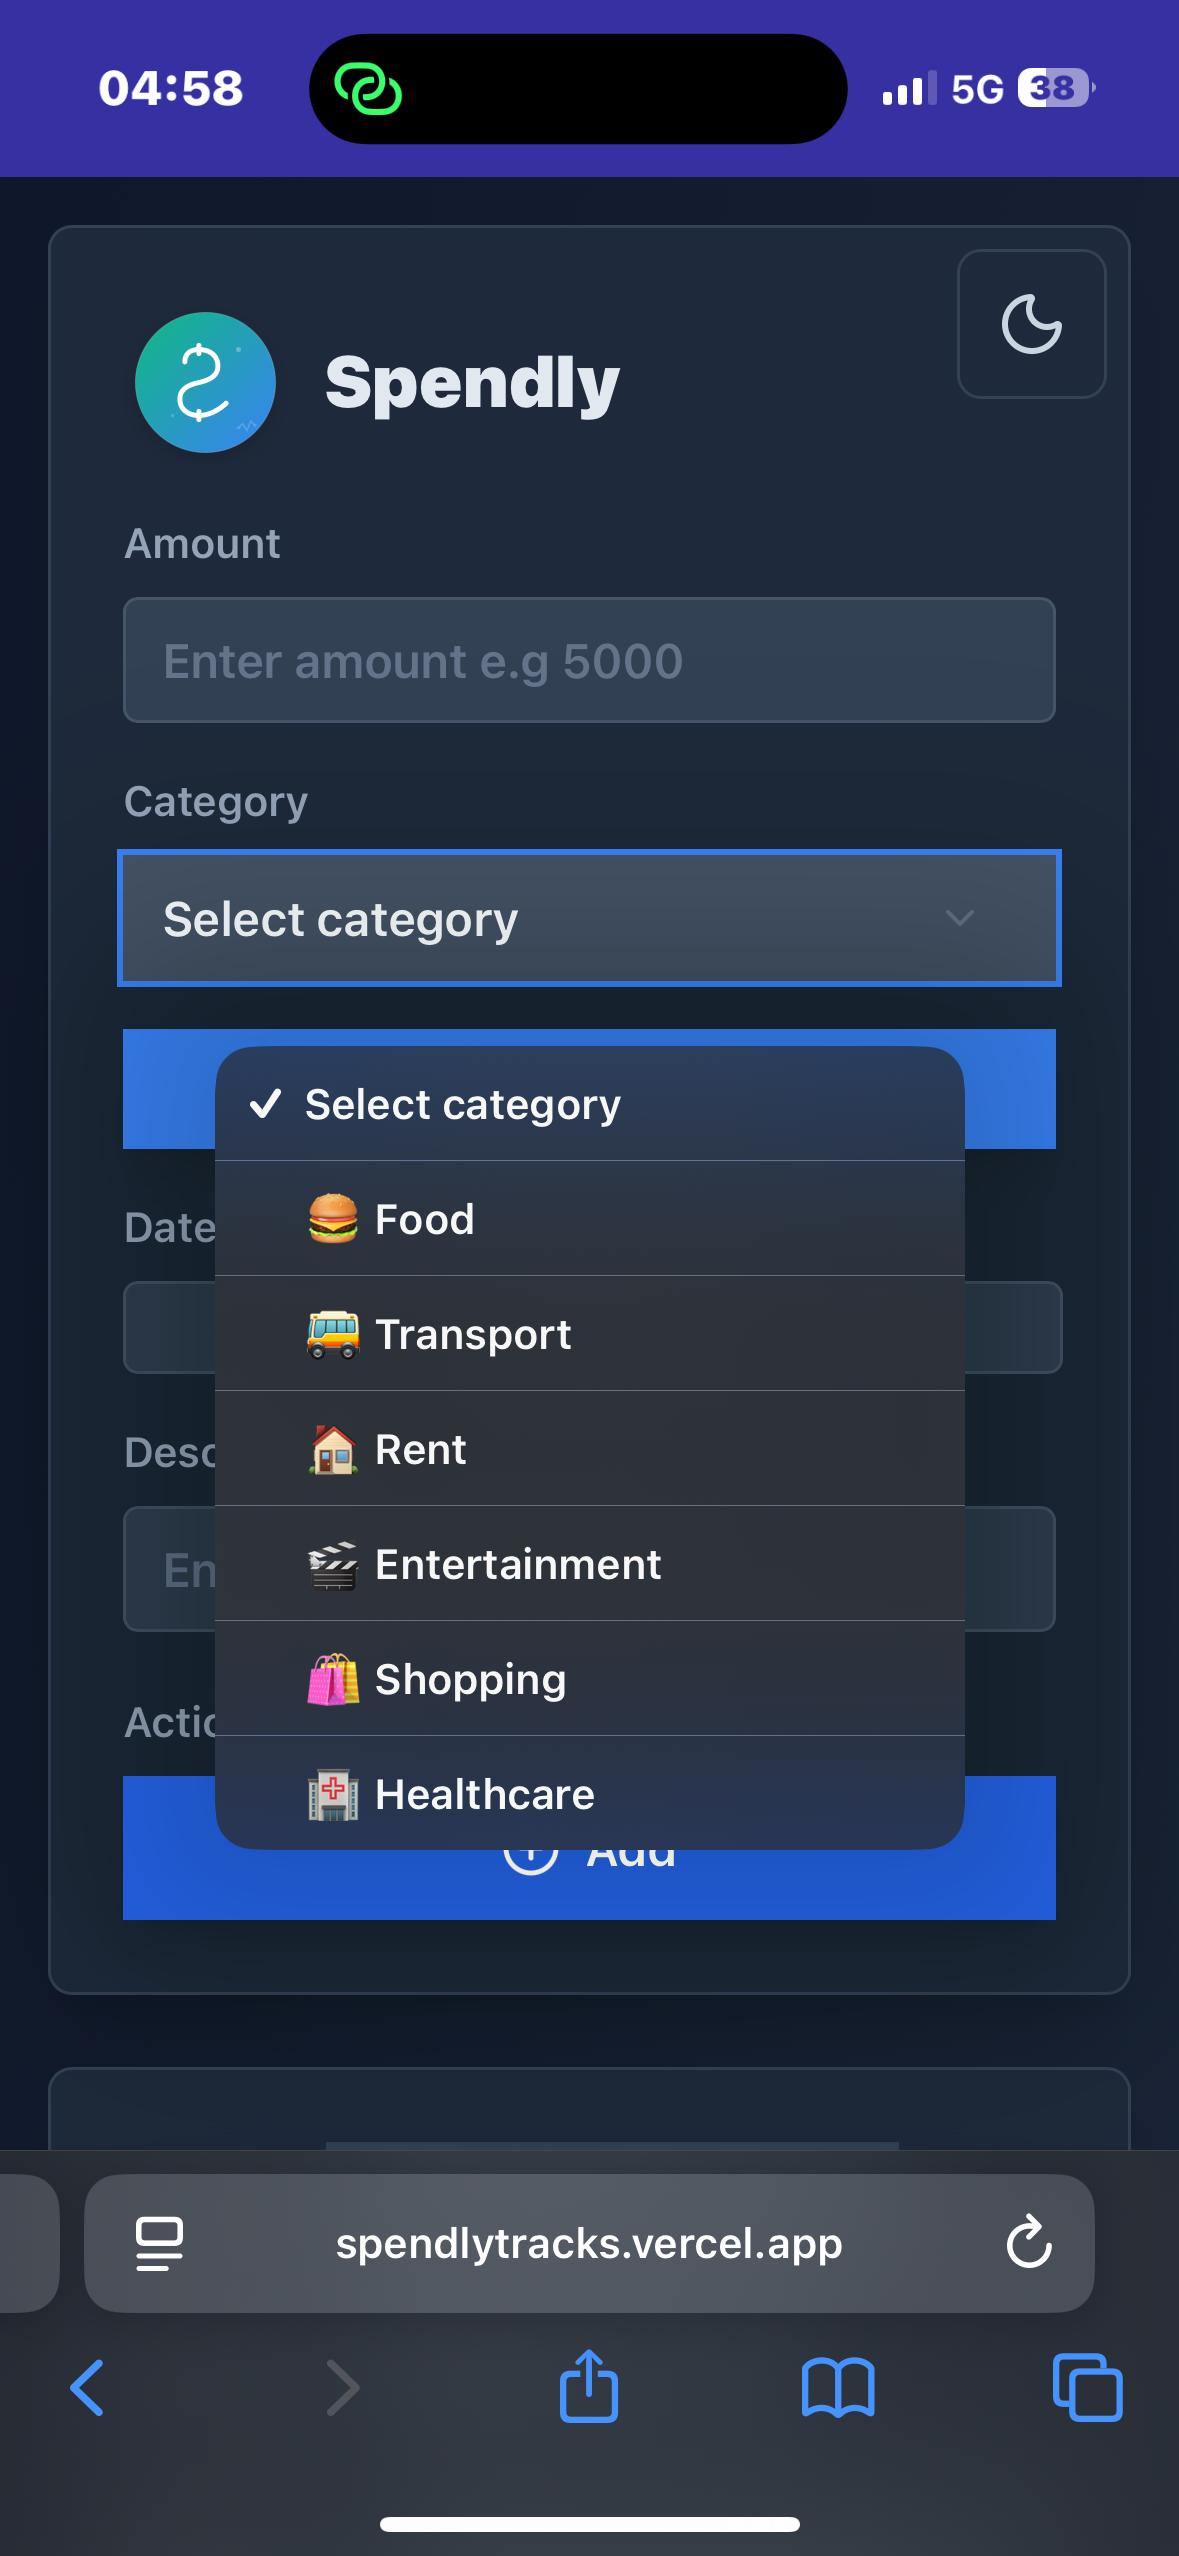 04:58
5G 38
Spendly
Amount
Enter amount e.g 5000
Category
Select category
Select category
Food
Date
Transport
Rent
Desc
Entertainment
En
Shopping
Actio
Healthcare
Add
spendlytracks.vercel.app